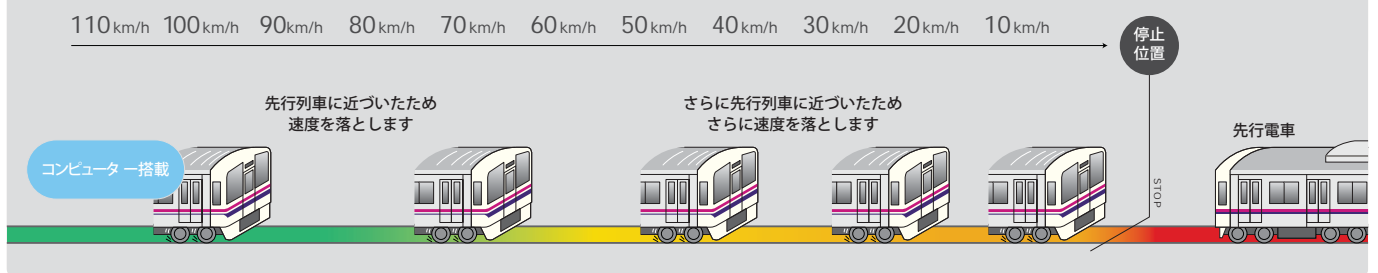 110km/h 100km/h 90km/h 80km/h 70km/h 60km/h 50km/h 40km/h 30km/h 20km/h 10km/h
停止
位置
先行列車に近づいたため
速度を落とします
さらに先行列車に近づいたため
さらに速度を落とします
先行電車
コンピューター搭載
STOP